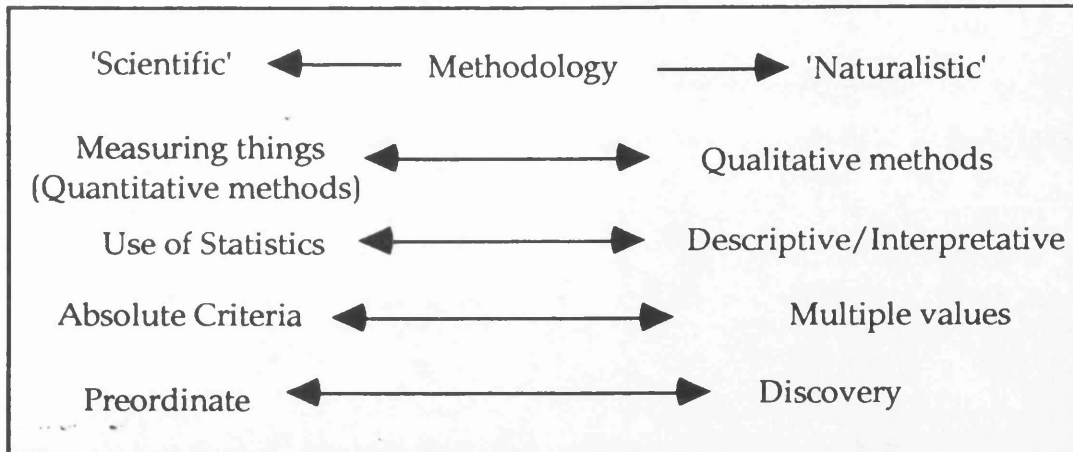 'Scientific' Methodology 'Naturalistic'
Measuring things
(Quantitative methods) Qualitative methods
Use of Statistics Descriptive/Interpretative
Absolute Criteria Multiple values
Preordinate Discovery